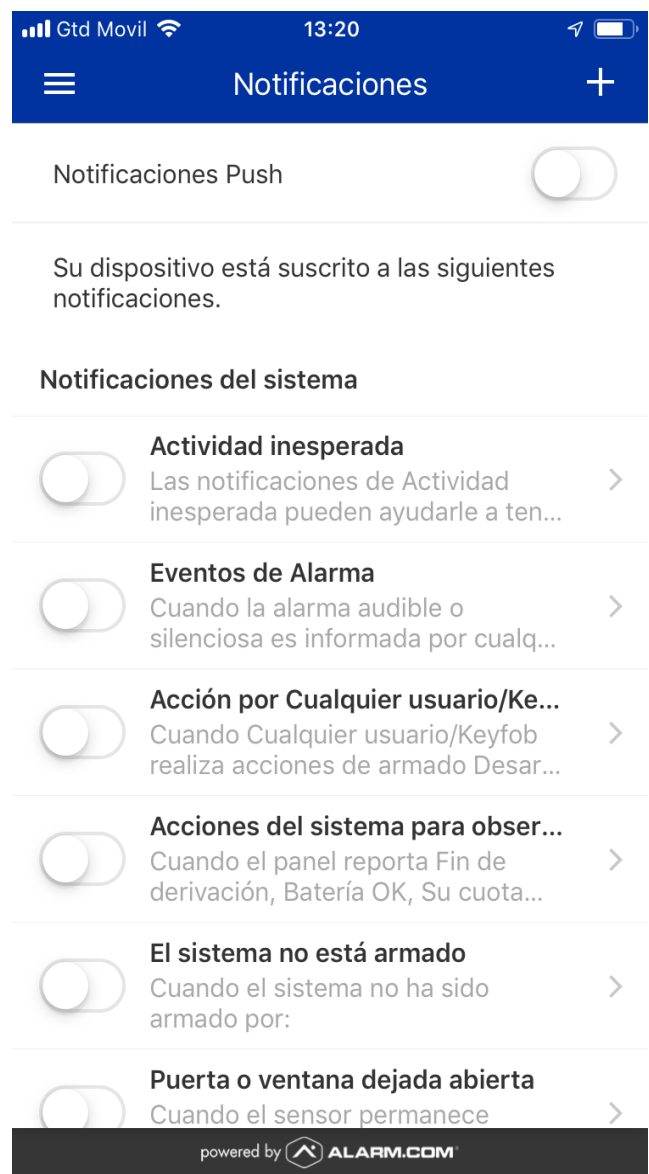 Gtd Movil 13:20
Notificaciones
Notificaciones Push
Su dispositivo está suscrito a las siguientes
notificaciones.
Notificaciones del sistema
Actividad inesperada
Las notificaciones de Actividad
inesperada pueden ayudarle a ten...
Eventos de Alarma
Cuando la alarma audible o
silenciosa es informada por cualq...
Acción por Cualquier usuario/Ke...
Cuando Cualquier usuario/Keyfob
realiza acciones de armado Desar...
Acciones del sistema para obser...
Cuando el panel reporta Fin de
derivación, Batería OK, Su cuota...
El sistema no está armado
Cuando el sistema no ha sido
armado por:
Puerta o ventana dejada abierta
Cuando el sensor permanece
powered by ALARM.COM